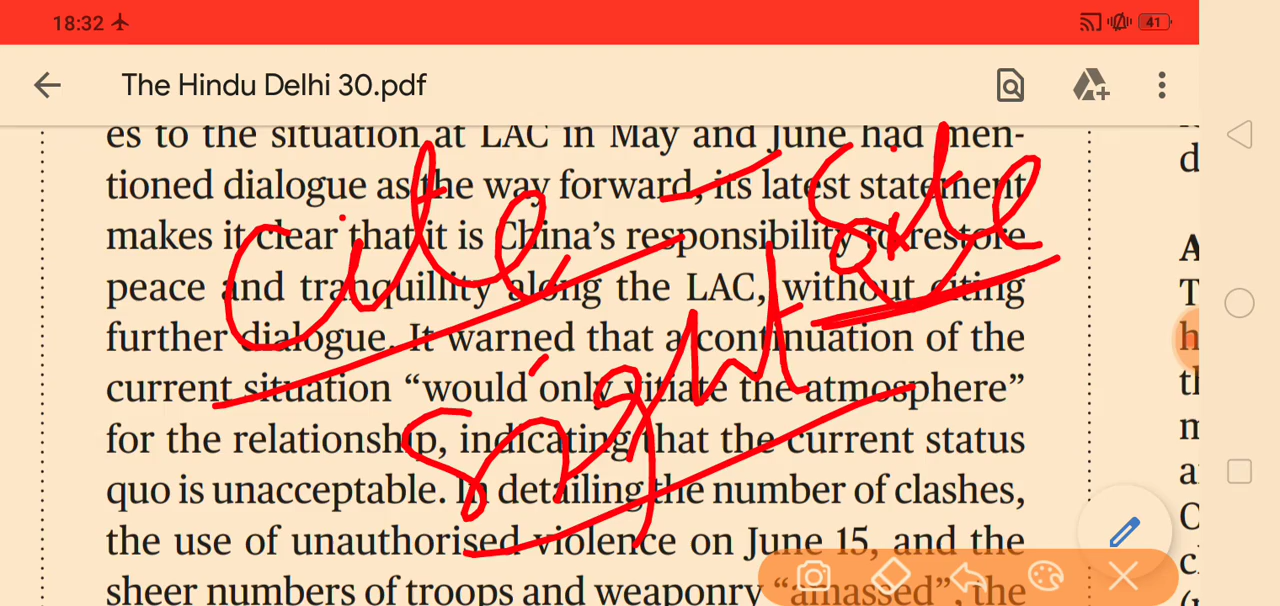 18:32 41
The Hindu Delhi 30.pdf
es to the situation at LAC in May and June had men-
tioned dialogue as the way forward, its latest statement
makes it clear that it is China's responsibility to restore
peace and tranquillity along the LAC, without citing
further dialogue. It warned that a continuation of the
current situation “would only vitiate the atmosphere”
for the relationship, indicating that the current status
quo is unacceptable. In detailing the number of clashes,
the use of unauthorised violence on June 15, and the
sheer numbers of troops and weaponry “amassed”, the
cite
site
sight
d
A
T
h
tl
m
a
C
c